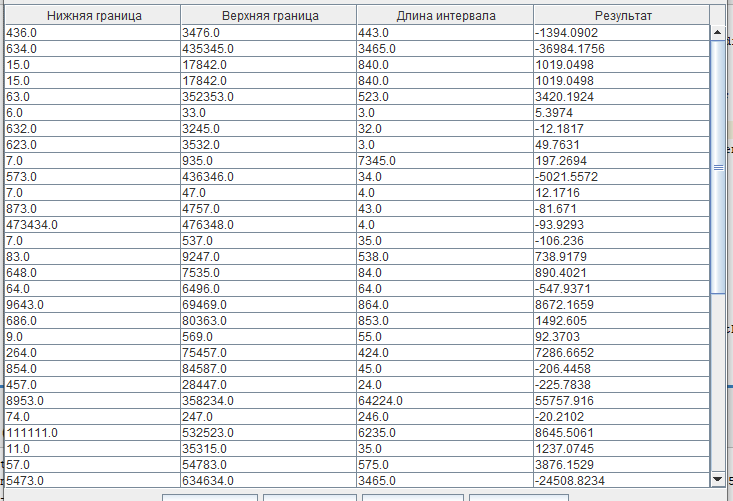 Нижняя граница Верхняя граница Длина интервала Результат
436.0 3476.0 443.0 -1394.0902
634.0 435345.0 3465.0 -36984.1756
15.0 17842.0 840.0 1019.0498
15.0 17842.0 840.0 1019.0498
63.0 352353.0 523.0 3420.1924
6.0 33.0 3.0 5.3974
632.0 3245.0 32.0 -12.1817
623.0 3532.0 3.0 49.7631
7.0 935.0 7345.0 197.2694
573.0 436346.0 34.0 -5021.5572
7.0 47.0 4.0 12.1716
873.0 4757.0 43.0 -81.671
473434.0 476348.0 4.0 -93.9293
7.0 537.0 35.0 -106.236
83.0 9247.0 538.0 738.9179
648.0 7535.0 84.0 890.4021
64.0 6496.0 64.0 -547.9371
9643.0 69469.0 864.0 8672.1659
686.0 80363.0 853.0 1492.605
9.0 569.0 55.0 92.3703
264.0 75457.0 424.0 7286.6652
854.0 84587.0 45.0 -206.4458
457.0 28447.0 24.0 -225.7838
8953.0 358234.0 64224.0 55757.916
74.0 247.0 246.0 -20.2102
111111.0 532523.0 6235.0 8645.5061
11.0 35315.0 35.0 1237.0745
57.0 54783.0 575.0 3876.1529
5473.0 634634.0 3465.0 -24508.8234